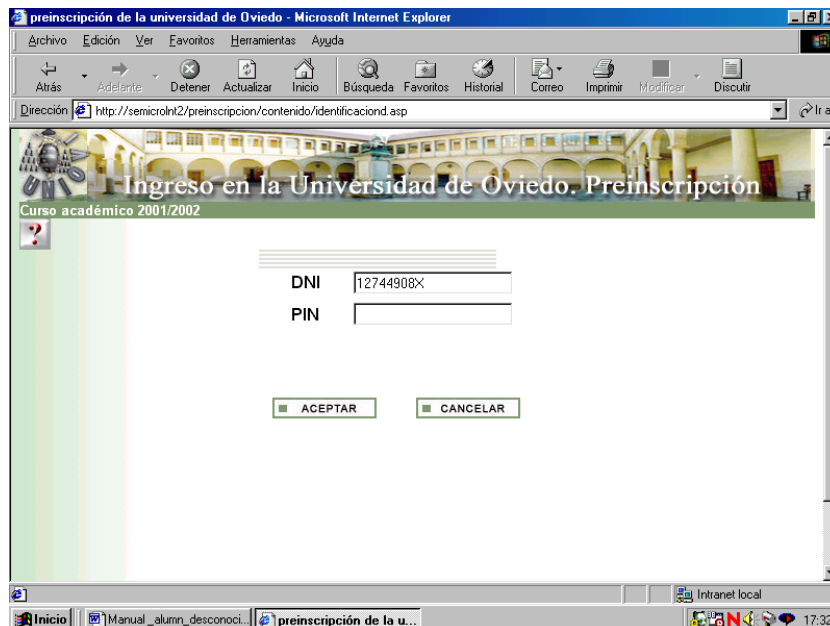 preinscripción de la universidad de Oviedo - Microsoft Internet Explorer
Archivo Edición Ver Favoritos Herramientas Ayuda
Atrás Adelante Detener Actualizar Inicio Búsqueda Favoritos Historial Correo Imprimir Modificar Discutir
Dirección http://semicrolnt2/preinscripcion/contenido/identificaciond.asp Ir a
Ingreso en la Universidad de Oviedo. Preinscripción
Curso académico 2001/2002
?
DNI 12744908X
PIN
ACEPTAR CANCELAR
Intranet local
Inicio Manual_alumn_desconoci... preinscripción de la u... 17:32